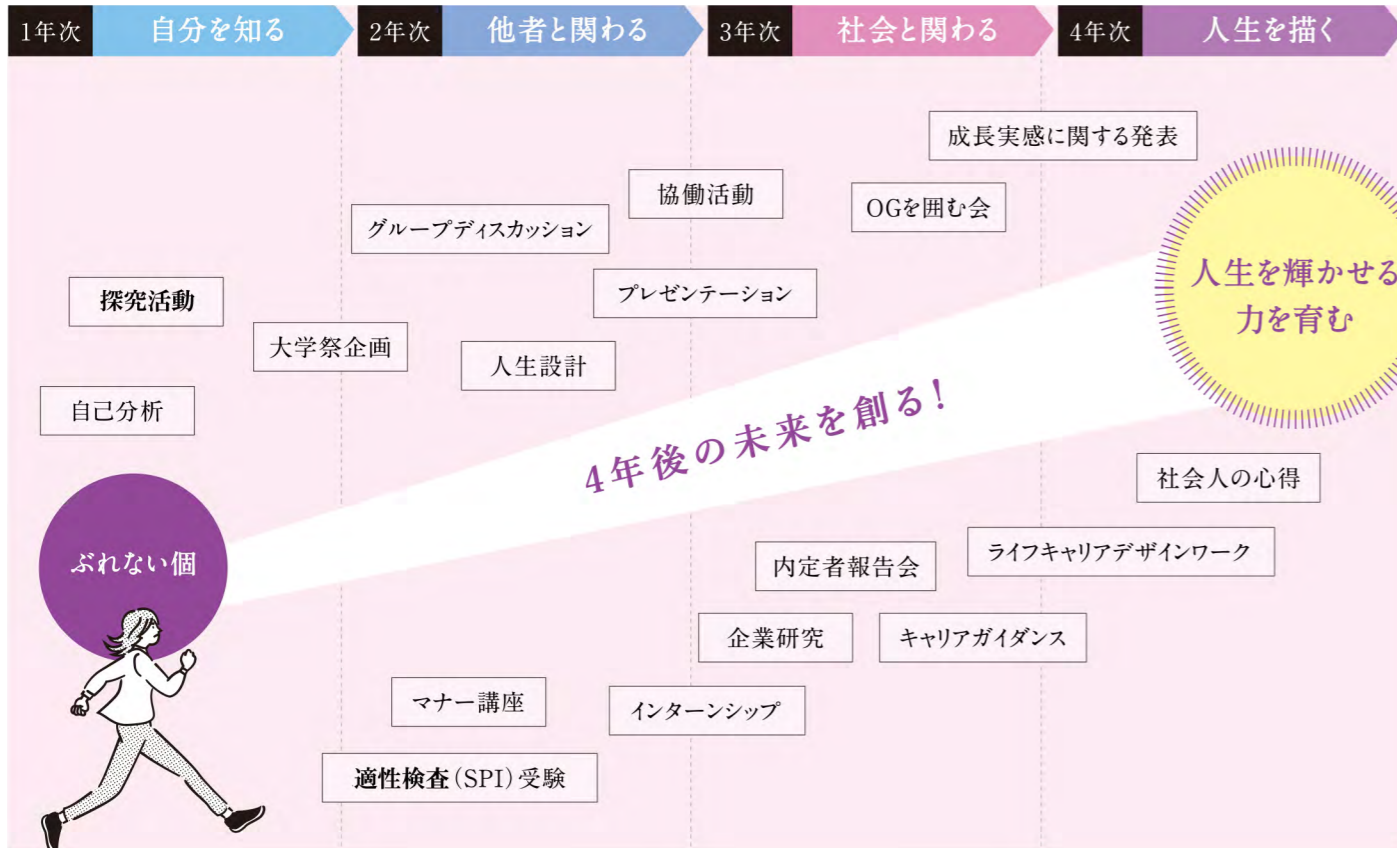 1年次 自分を知る 2年次 他者と関わる 3年次 社会と関わる 4年次 人生を描く
成長実感に関する発表
協働活動
OGを囲む会
グループディスカッション
人生を輝かせる
力を育む
探究活動
プレゼンテーション
大学祭企画
人生設計
自己分析
4年後の未来を創る!
社会人の心得
ぶれない個
ライフキャリアデザインワーク
内定者報告会
企業研究
キャリアガイダンス
マナー講座
インターンシップ
適性検査(SPI)受験